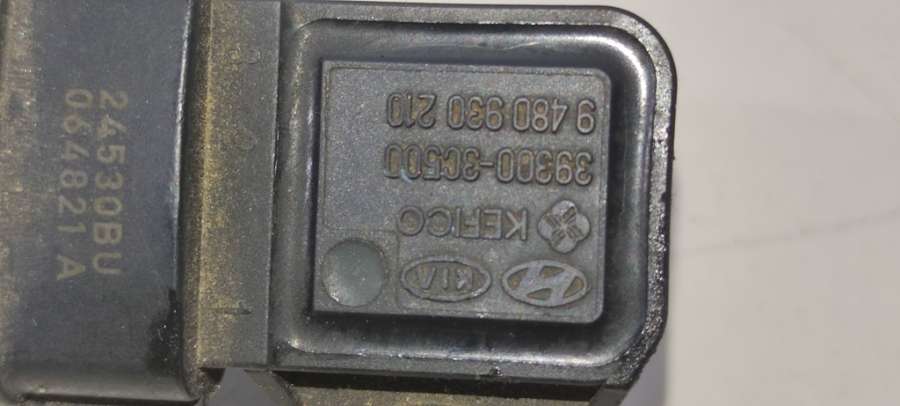 KIA
KEFICO
39300-3C500
9 480 930 210
24530BU
064821 A